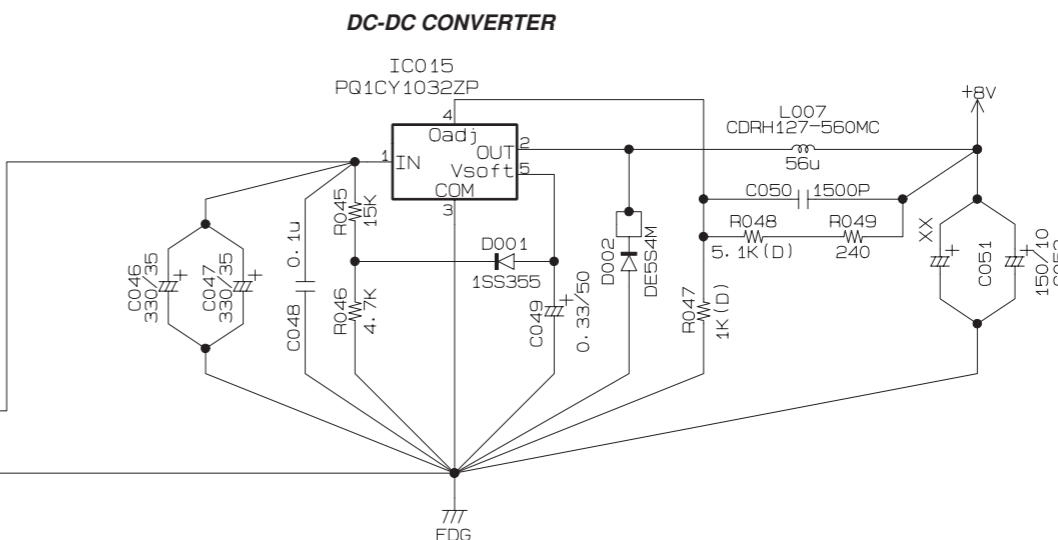 DC-DC CONVERTER
IC015
PQ1CY1032ZP
4
Oadj
1
IN
OUT
2
Vsoft
5
COM
3
+8V
L007
CDRH127-560MC
56u
C050
1500P
R048
5.1K(D)
R049
240
R045
15K
R046
4.7K
0.1u
C048
C046
330/35
+
C047
330/35
+
D001
1SS355
C049
+
0.33/50
D002
DE5S4M
R047
1K(D)
XX
+
C051
+
150/10
FDG